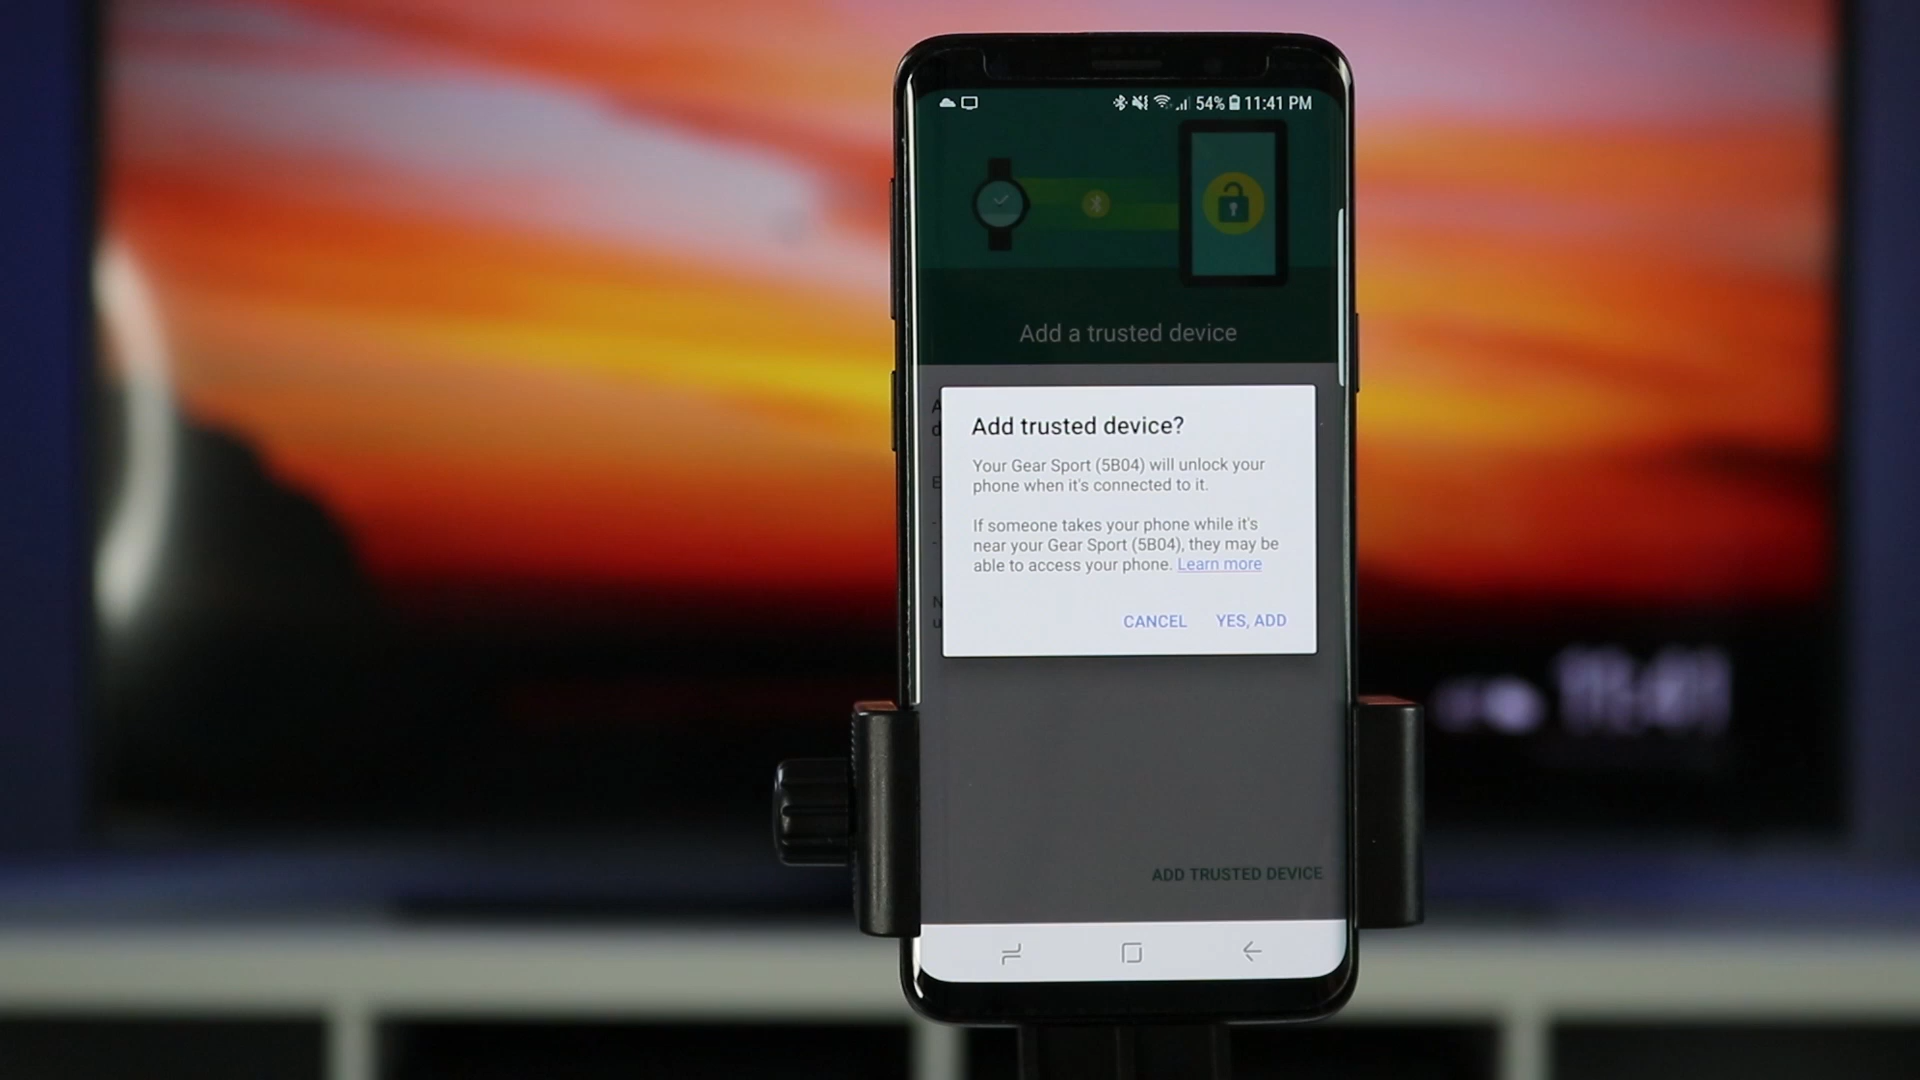 54% 11:41 PM
Add a trusted device
Add trusted device?
Your Gear Sport (5B04) will unlock your
phone when it's connected to it.
If someone takes your phone while it's
near your Gear Sport (5B04), they may be
able to access your phone. Learn more
CANCEL YES, ADD
ADD TRUSTED DEVICE
11:41